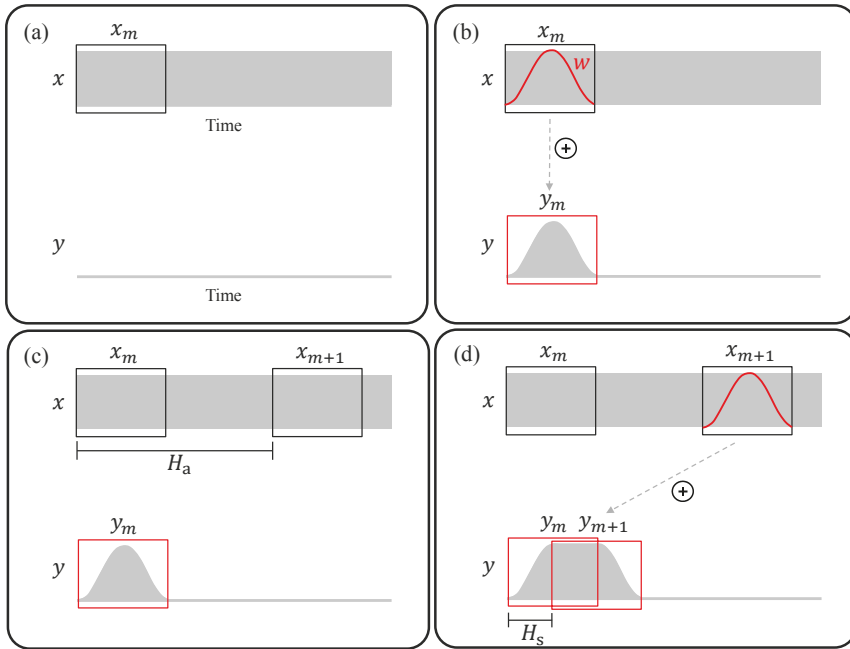 (a)
x_m
x
Time
y
Time
(b)
x_m
w
x
+
y_m
y
(c)
x_m x_{m+1}
x
H_a
y_m
y
(d)
x_m x_{m+1}
x
+
y_m y_{m+1}
y
H_s